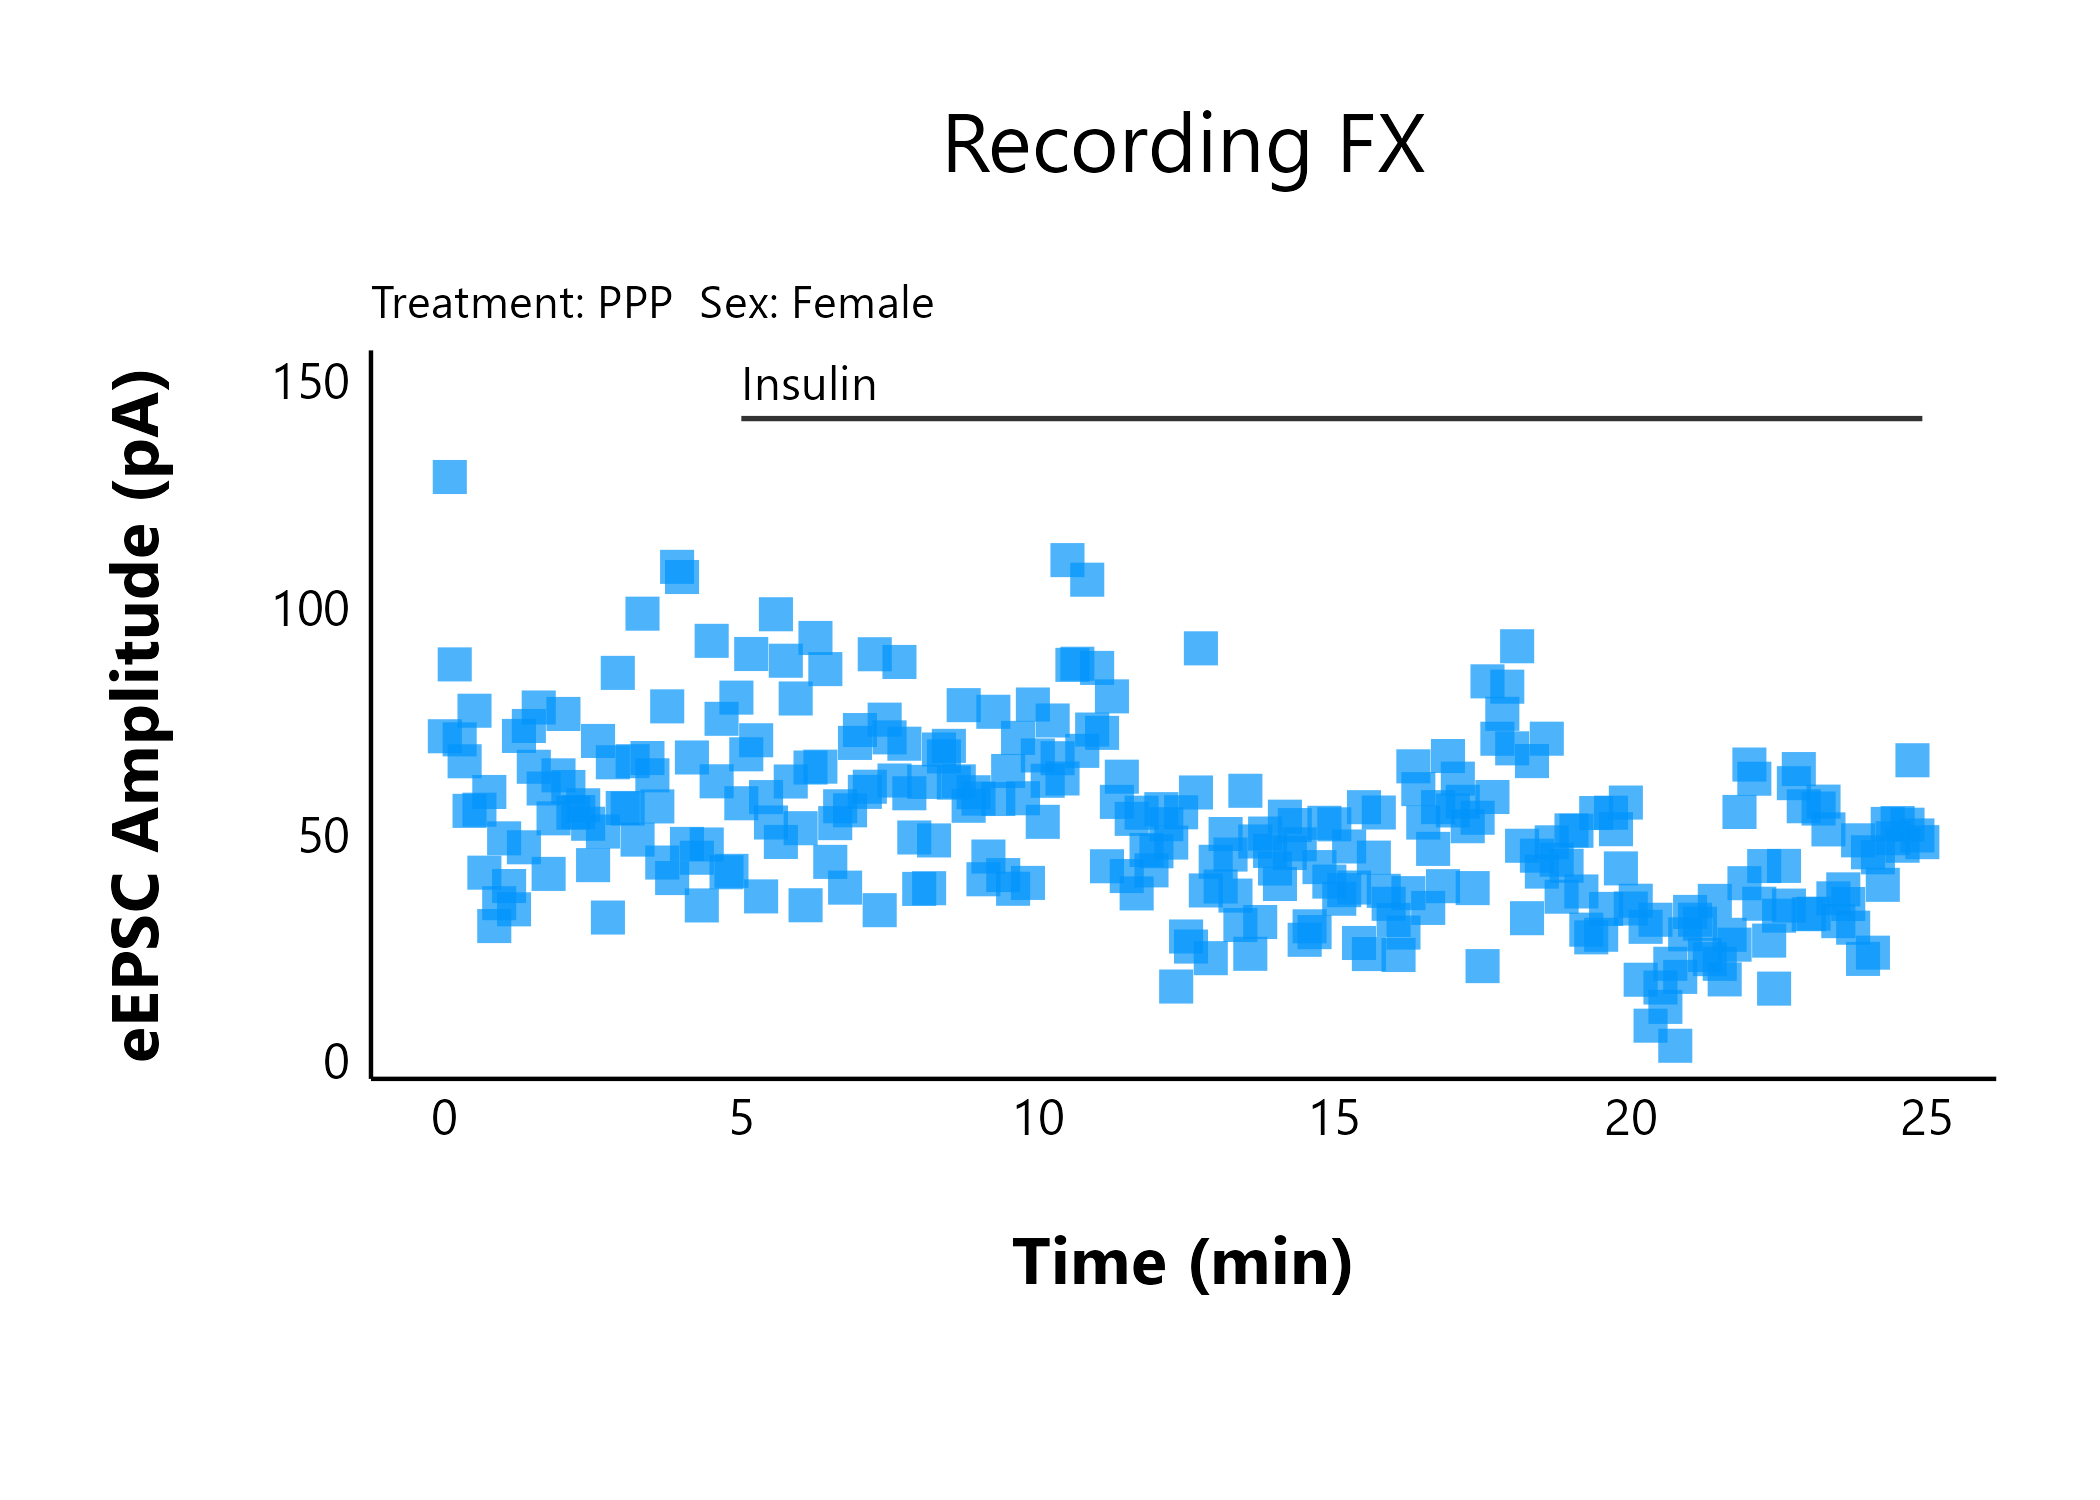 Recording FX
Treatment: PPP  Sex: Female
Insulin
150
100
50
0
eEPSC Amplitude (pA)
0 5 10 15 20 25
Time (min)